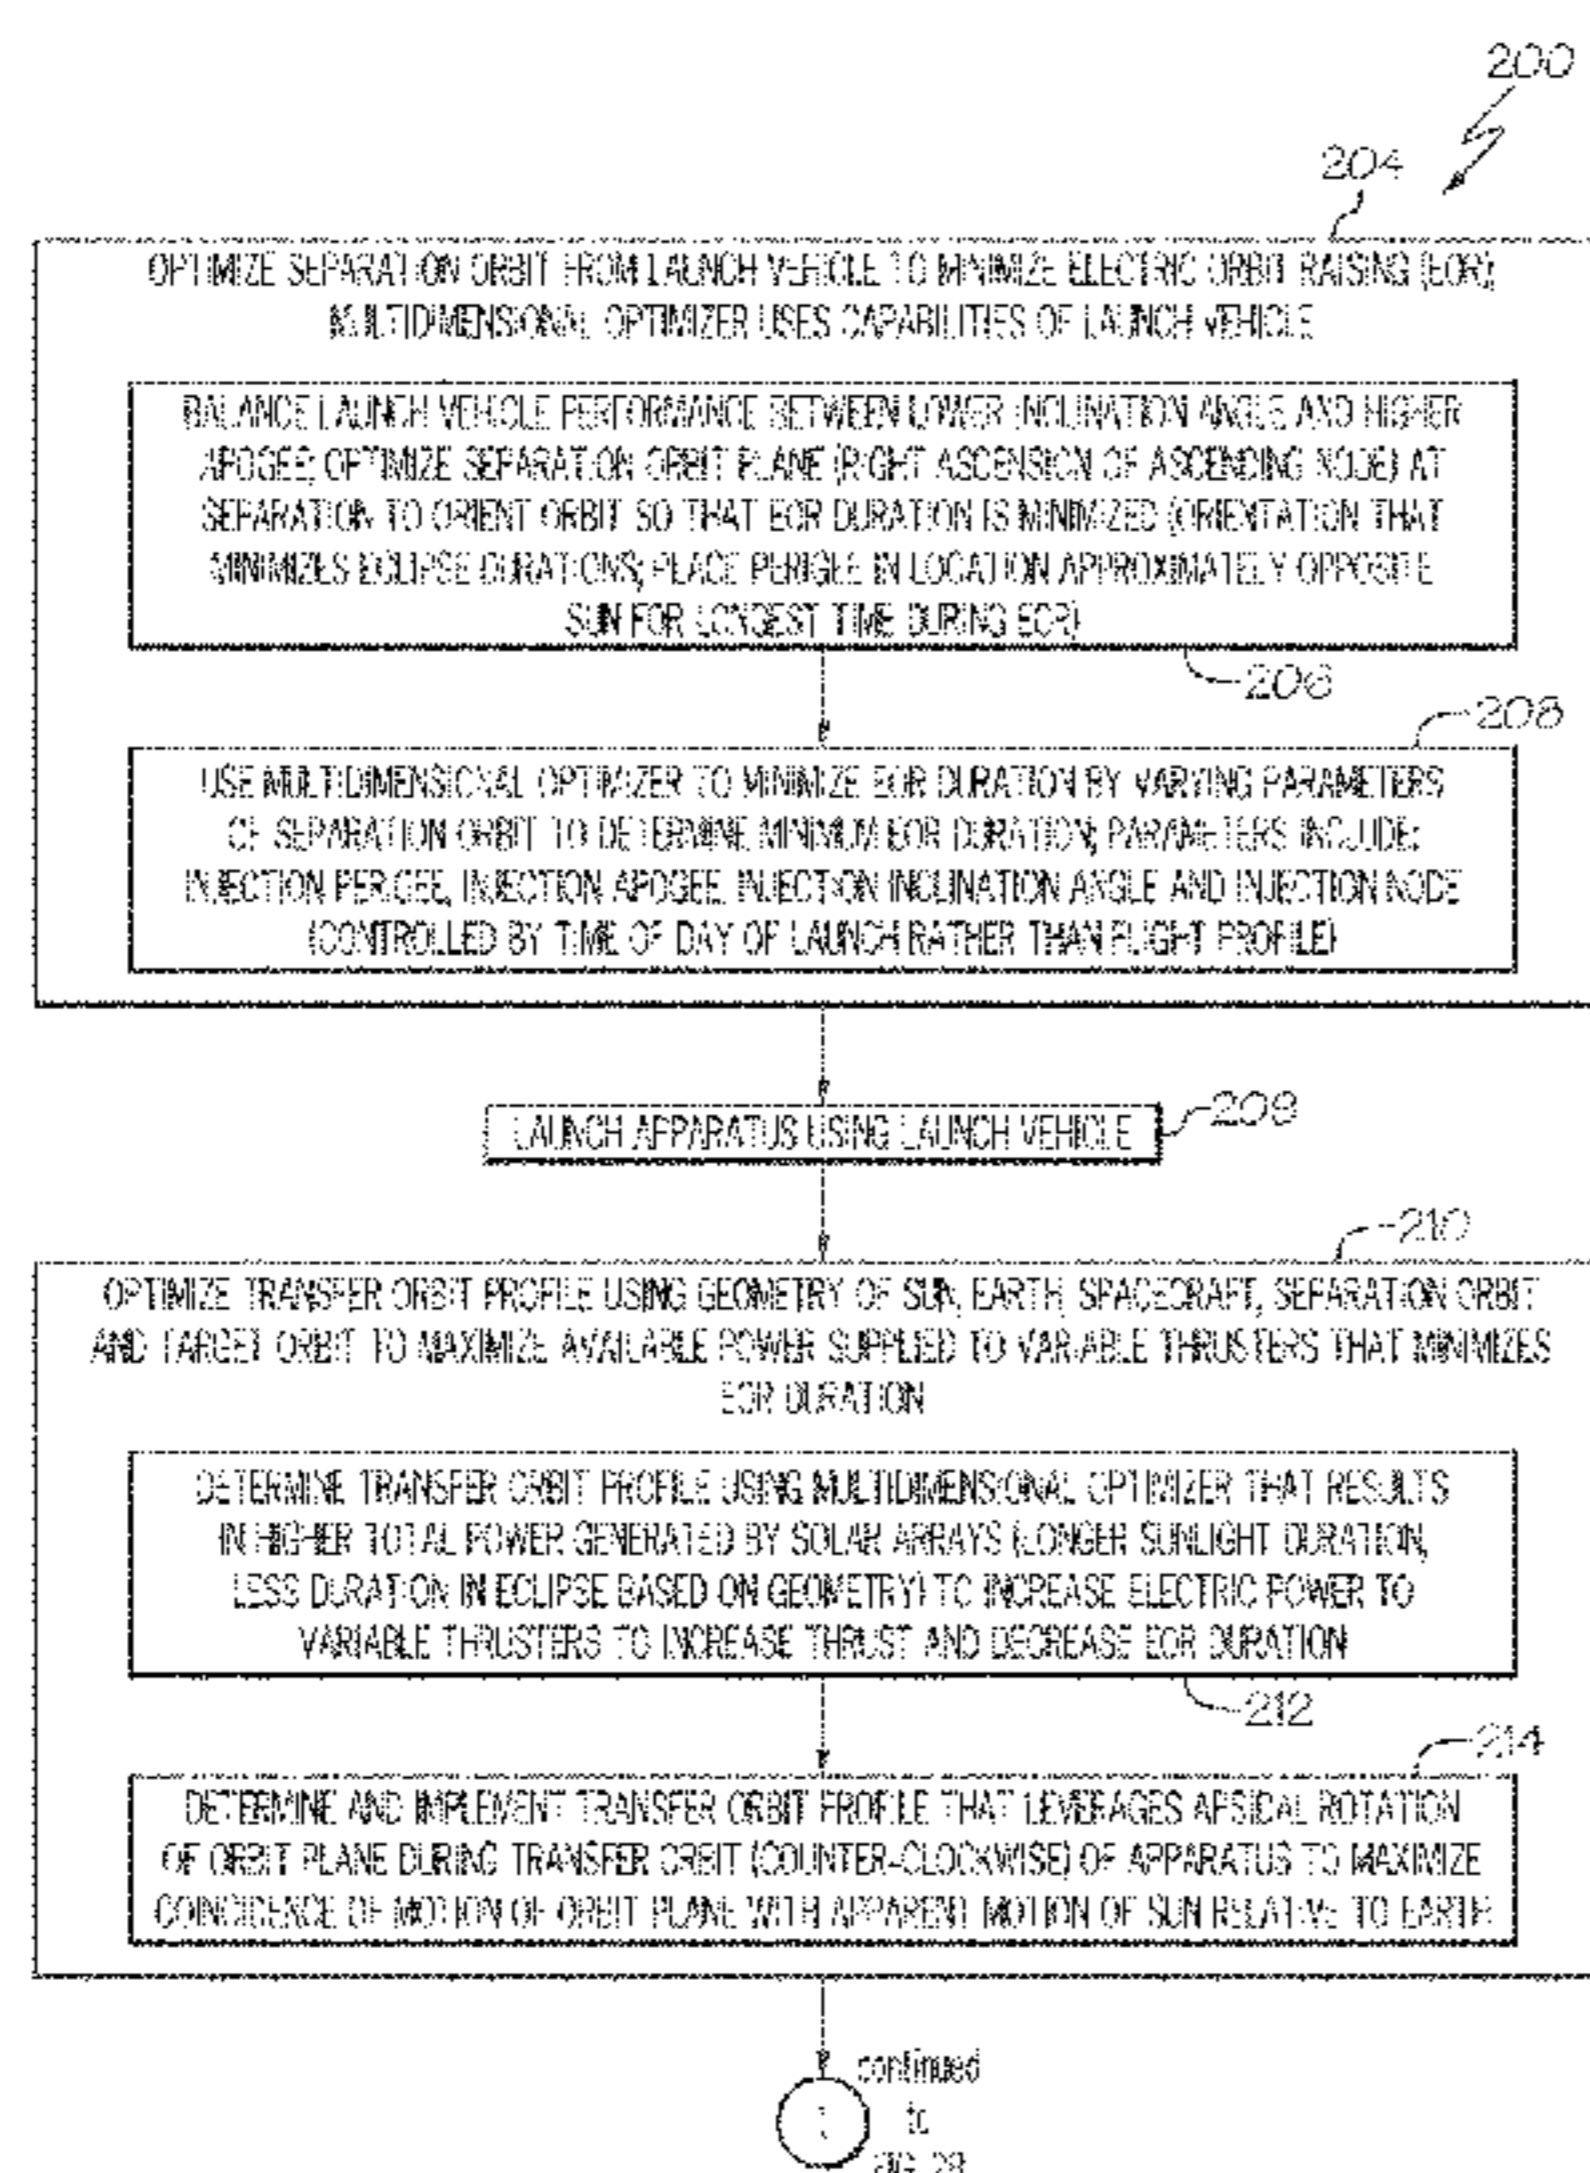 200
204
OPTIMIZE SEPARATION ORBIT FROM LAUNCH VEHICLE TO MINIMIZE ELECTRIC ORBIT RAISING (EOR);
MULTIDIMENSIONAL OPTIMIZER USES CAPABILITIES OF LAUNCH VEHICLE
BALANCE LAUNCH VEHICLE PERFORMANCE BETWEEN LOWER INCLINATION ANGLE AND HIGHER
APOGEE; OPTIMIZE SEPARATION ORBIT PLANE (RIGHT ASCENSION OF ASCENDING NODE) AT
SEPARATION TO ORIENT ORBIT SO THAT EOR DURATION IS MINIMIZED (ORIENTATION THAT
MINIMIZES ECLIPSE DURATIONS; PLACE PERIGEE IN LOCATION APPROXIMATELY OPPOSITE
SUN FOR LONGEST TIME DURING EOR)
206
208
USE MULTIDIMENSIONAL OPTIMIZER TO MINIMIZE EOR DURATION BY VARYING PARAMETERS
OF SEPARATION ORBIT TO DETERMINE MINIMUM EOR DURATION; PARAMETERS INCLUDE:
INJECTION PERIGEE, INJECTION APOGEE, INJECTION INCLINATION ANGLE AND INJECTION NODE
(CONTROLLED BY TIME OF DAY OF LAUNCH RATHER THAN FLIGHT PROFILE)
LAUNCH APPARATUS USING LAUNCH VEHICLE
209
210
OPTIMIZE TRANSFER ORBIT PROFILE USING GEOMETRY OF SUN, EARTH, SPACECRAFT, SEPARATION ORBIT
AND TARGET ORBIT TO MAXIMIZE AVAILABLE POWER SUPPLIED TO VARIABLE THRUSTERS THAT MINIMIZES
EOR DURATION
DETERMINE TRANSFER ORBIT PROFILE USING MULTIDIMENSIONAL OPTIMIZER THAT RESULTS
IN HIGHER TOTAL POWER GENERATED BY SOLAR ARRAYS (LONGER SUNLIGHT DURATION,
LESS DURATION IN ECLIPSE BASED ON GEOMETRY) TO INCREASE ELECTRIC POWER TO
VARIABLE THRUSTERS TO INCREASE THRUST AND DECREASE EOR DURATION
212
214
DETERMINE AND IMPLEMENT TRANSFER ORBIT PROFILE THAT LEVERAGES APSIDAL ROTATION
OF ORBIT PLANE DURING TRANSFER ORBIT (COUNTER-CLOCKWISE) OF APPARATUS TO MAXIMIZE
COINCIDENCE OF MOTION OF ORBIT PLANE WITH APPARENT MOTION OF SUN RELATIVE TO EARTH
continued
to